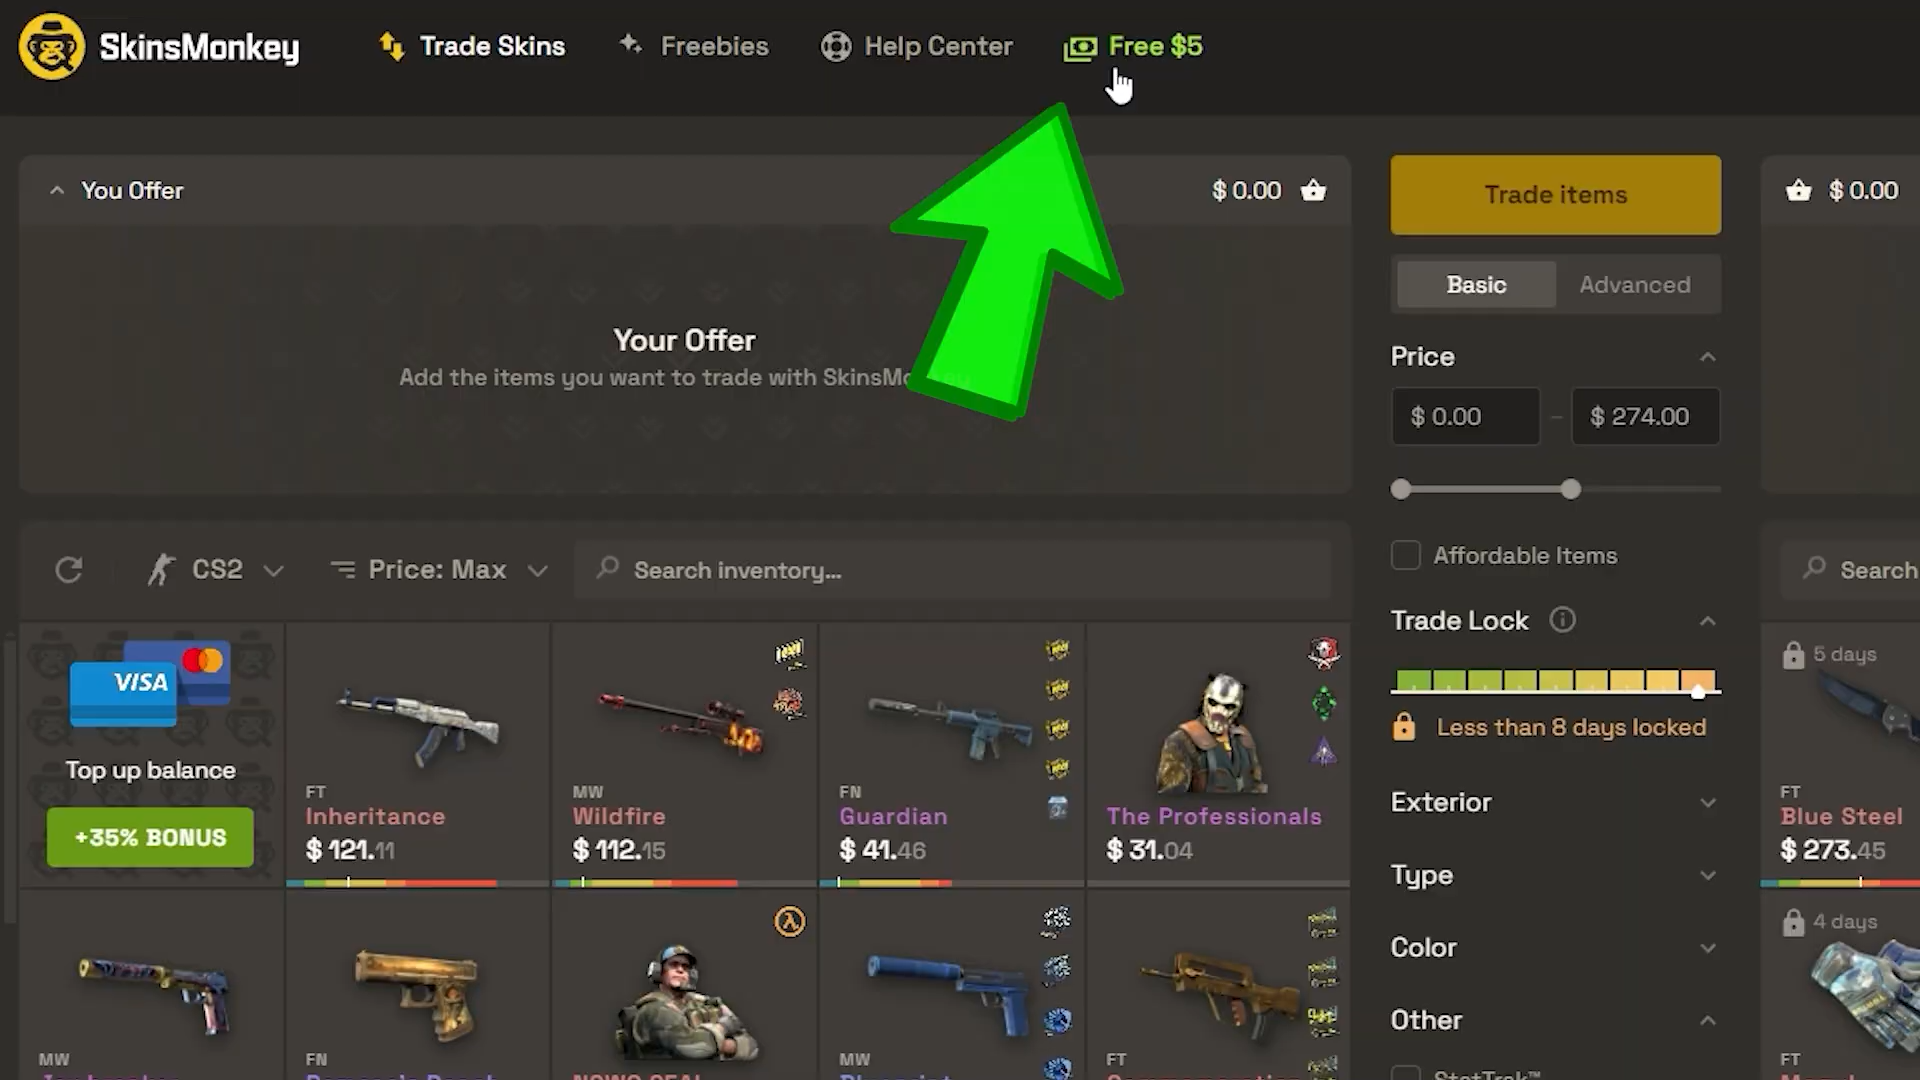 SkinsMonkey
Trade Skins
Freebies
Help Center
Free $5
You Offer
$ 0.00
Your Offer
Add the items you want to trade with
Trade items
Basic
Advanced
Price
$ 0.00
–
$ 274.00
Affordable Items
Trade Lock
Less than 8 days locked
Exterior
Type
Color
Other
StatTrak™
$ 0.00
CS2
Price: Max
Search inventory...
Search
VISA
Top up balance
+35% BONUS
FT
Inheritance
$ 121.11
MW
Wildfire
$ 112.15
FN
Guardian
$ 41.46
The Professionals
$ 31.04
5 days
FT
Blue Steel
$ 273.45
4 days
MW
FN
MW
FT
FT